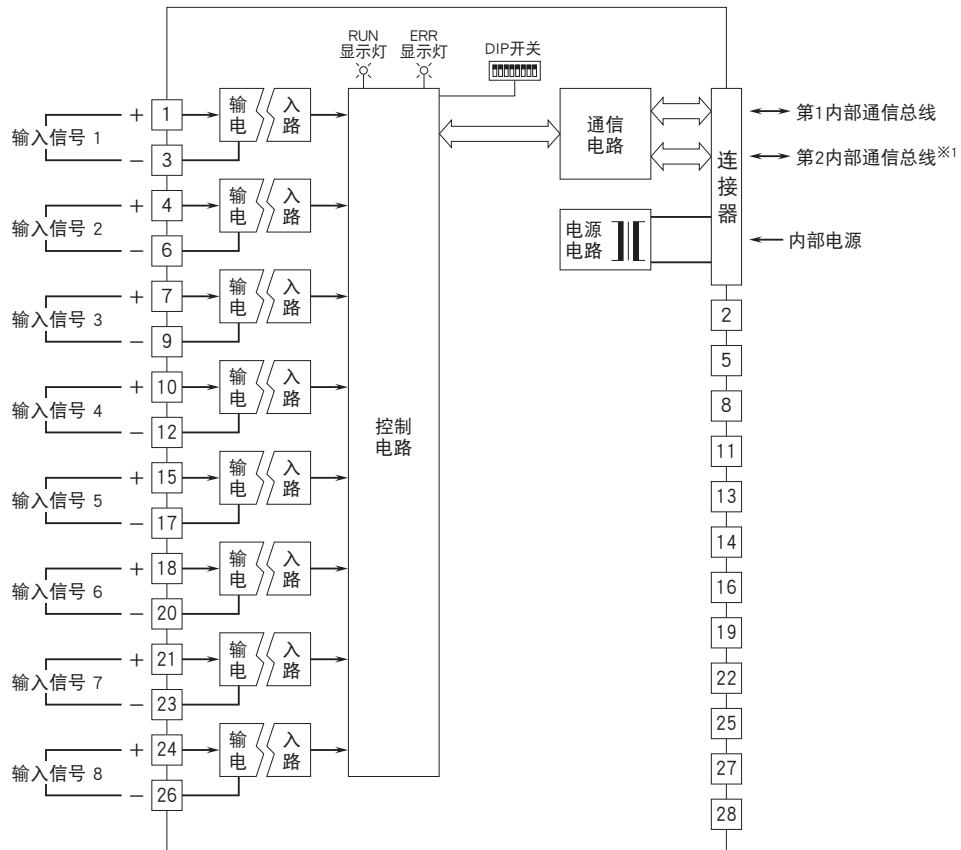 RUN
显示灯
ERR
显示灯
DIP开关
输入信号 1
+ 1
− 3
输 入
电 路
输入信号 2
+ 4
− 6
输 入
电 路
输入信号 3
+ 7
− 9
输 入
电 路
输入信号 4
+ 10
− 12
输 入
电 路
输入信号 5
+ 15
− 17
输 入
电 路
输入信号 6
+ 18
− 20
输 入
电 路
输入信号 7
+ 21
− 23
输 入
电 路
输入信号 8
+ 24
− 26
输 入
电 路
控制
电路
通信
电路
电源
电路
连
接
器
第1内部通信总线
第2内部通信总线※1
内部电源
2
5
8
11
13
14
16
19
22
25
27
28